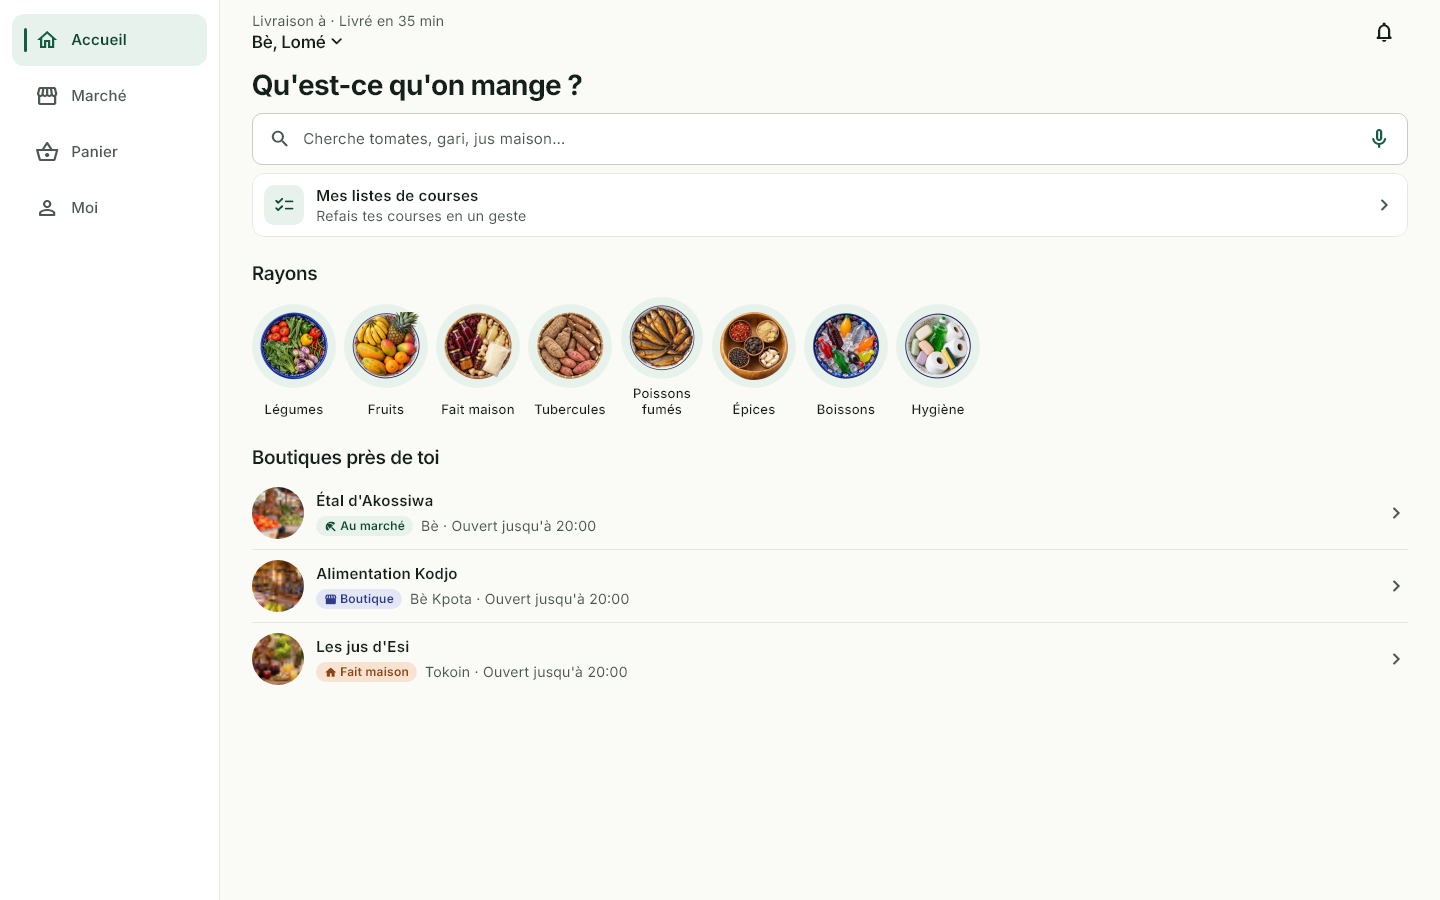 Accueil
Marché
Panier
Moi
Livraison à · Livré en 35 min
Bè, Lomé
Qu'est-ce qu'on mange ?
Cherche tomates, gari, jus maison...
Mes listes de courses
Refais tes courses en un geste
Rayons
Légumes
Fruits
Fait maison
Tubercules
Poissons
fumés
Épices
Boissons
Hygiène
Boutiques près de toi
Étal d'Akossiwa
Au marché Bè · Ouvert jusqu'à 20:00
Alimentation Kodjo
Boutique Bè Kpota · Ouvert jusqu'à 20:00
Les jus d'Esi
Fait maison Tokoin · Ouvert jusqu'à 20:00